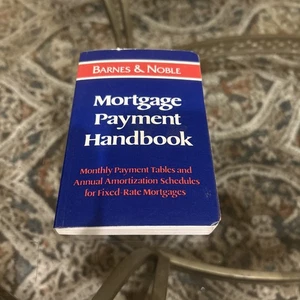 BARNES & NOBLE
Mortgage
Payment
Handbook
Monthly Payment Tables and
Annual Amortization Schedules
for Fixed-Rate Mortgages